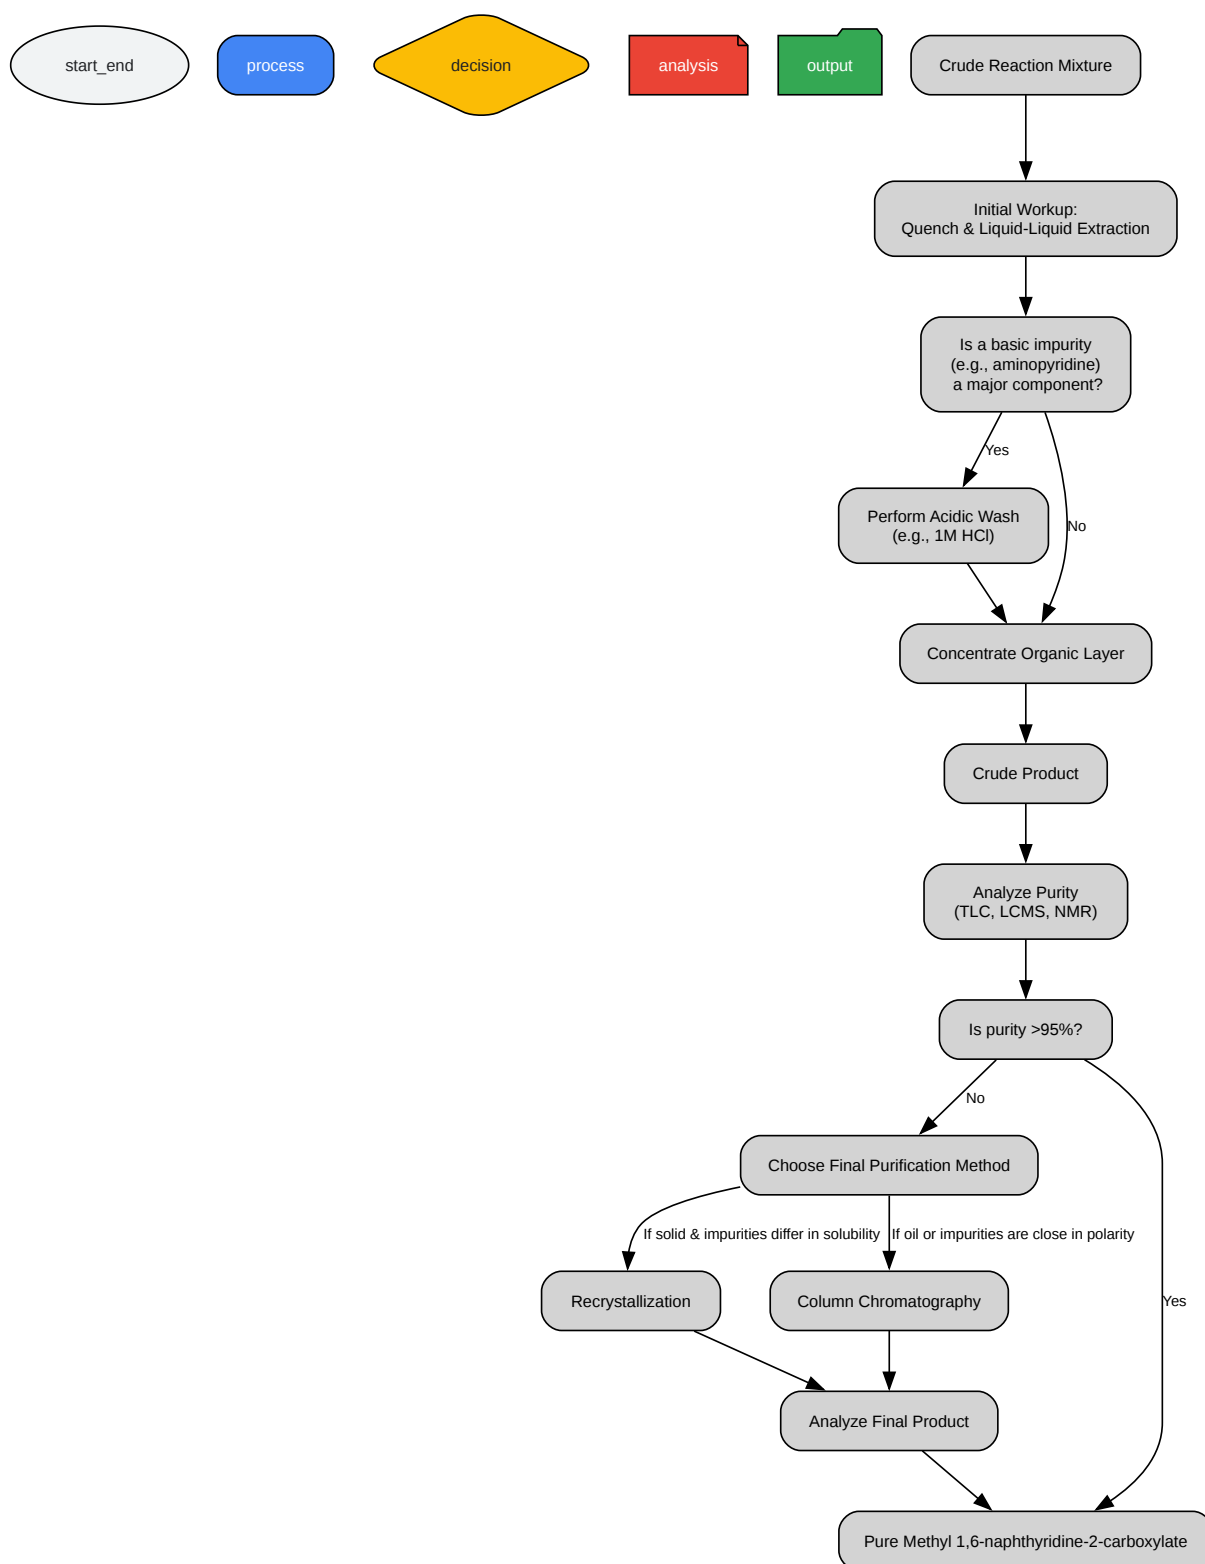 start_end
process
decision
analysis
output
Crude Reaction Mixture
Initial Workup:
Quench & Liquid-Liquid Extraction
Is a basic impurity
(e.g., aminopyridine)
a major component?
Yes
Perform Acidic Wash
(e.g., 1M HCl)
No
Concentrate Organic Layer
Crude Product
Analyze Purity
(TLC, LCMS, NMR)
Is purity >95%?
No
Choose Final Purification Method
If solid & impurities differ in solubility
If oil or impurities are close in polarity
Recrystallization
Column Chromatography
Yes
Analyze Final Product
Pure Methyl 1,6-naphthyridine-2-carboxylate